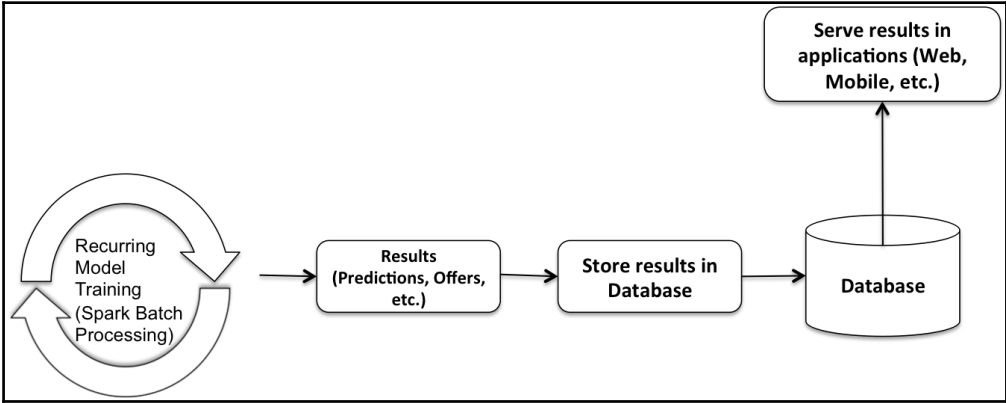 Serve results in
applications (Web,
Mobile, etc.)
Recurring
Model
Training
(Spark Batch
Processing)
Results
(Predictions, Offers,
etc.)
Store results in
Database
Database